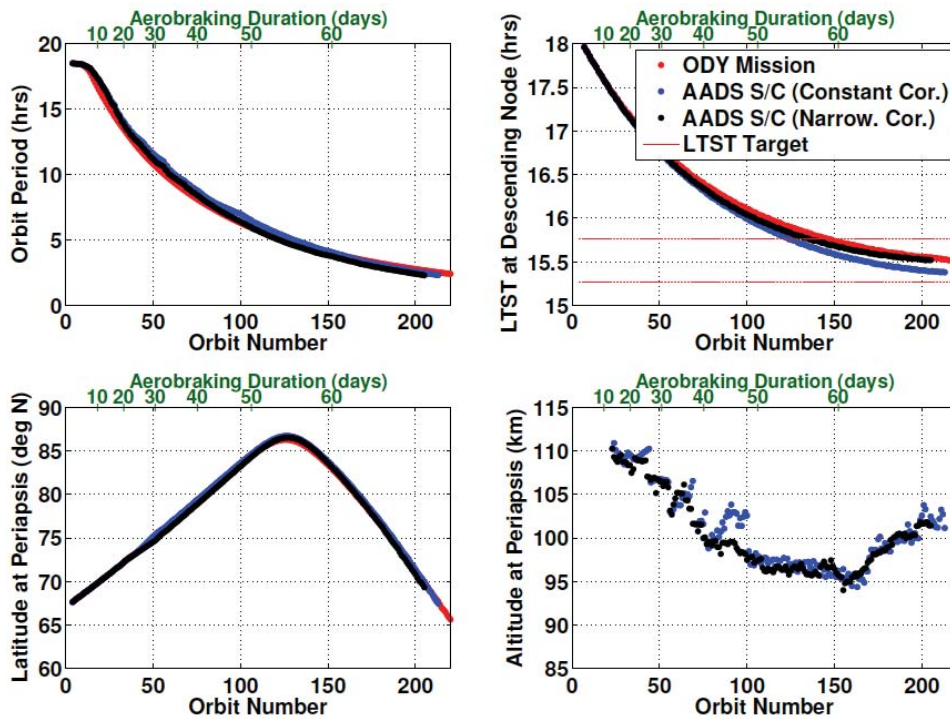 Aerobraking Duration (days)
10 20 30 40 50 60
20
15
10
5
0
Orbit Period (hrs)
0 50 100 150 200
Orbit Number
Aerobraking Duration (days)
10 20 30 40 50 60
18
17.5
17
16.5
16
15.5
15
LTST at Descending Node (hrs)
ODY Mission
AADS S/C (Constant Cor.)
AADS S/C (Narrow. Cor.)
LTST Target
0 50 100 150 200
Orbit Number
Aerobraking Duration (days)
10 20 30 40 50 60
90
85
80
75
70
65
60
Latitude at Periapsis (deg N)
0 50 100 150 200
Orbit Number
Aerobraking Duration (days)
10 20 30 40 50 60
115
110
105
100
95
90
85
Altitude at Periapsis (km)
0 50 100 150 200
Orbit Number